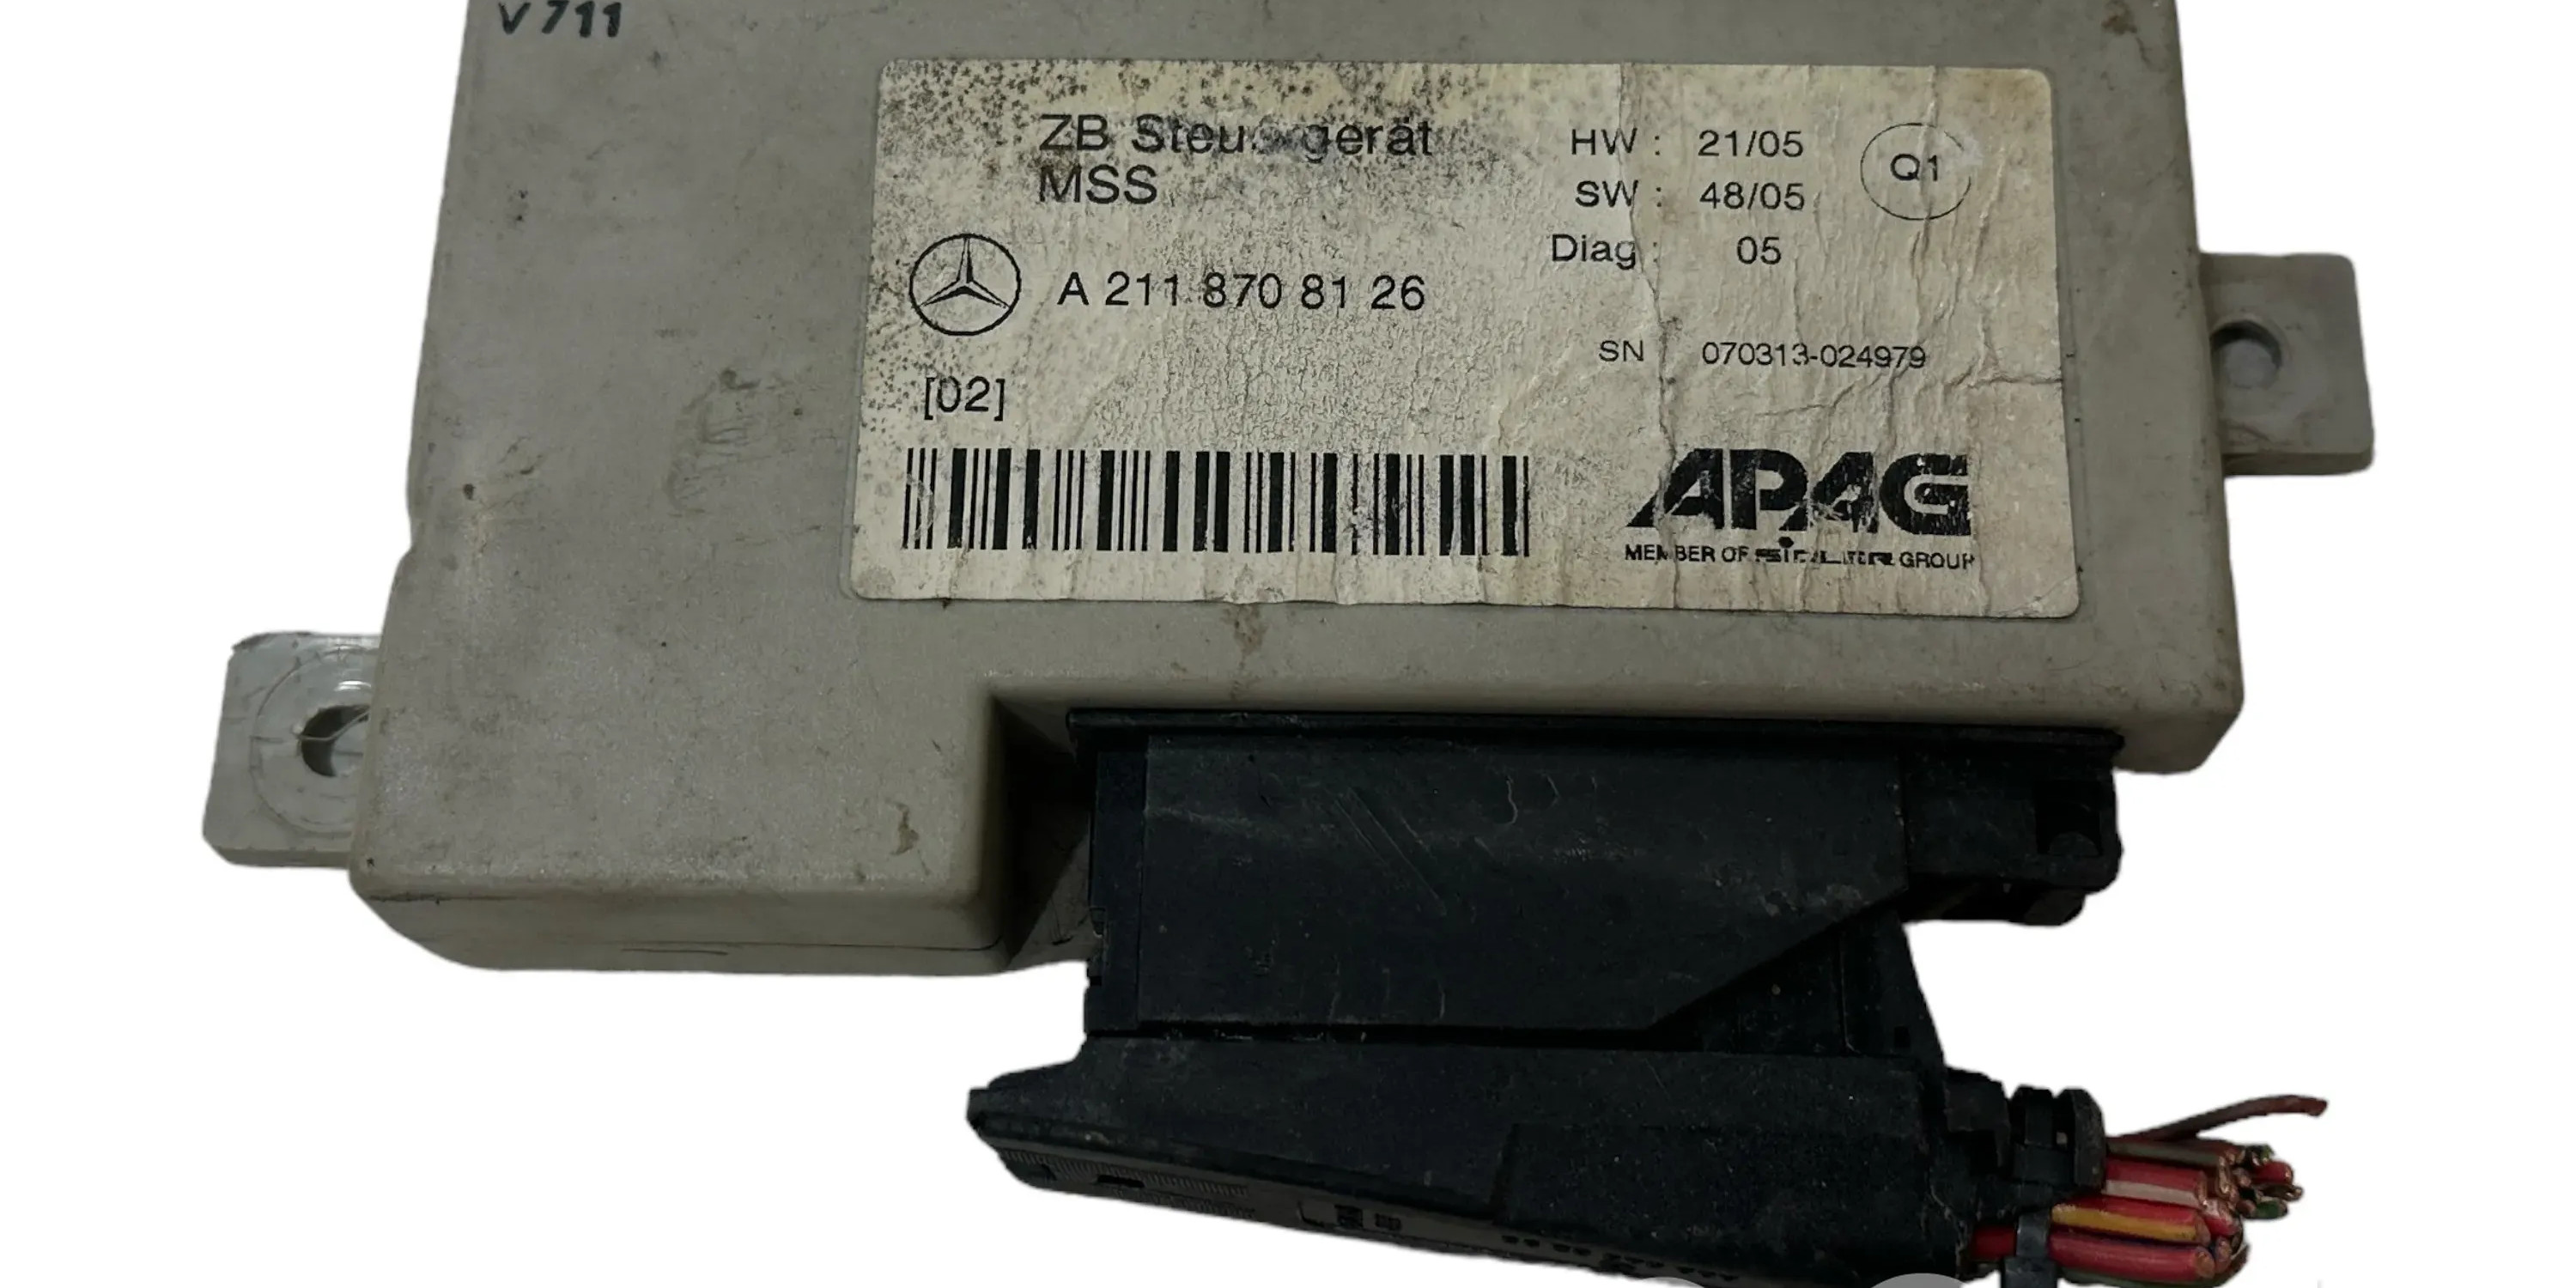 V711
ZB Steuergerät
MSS
HW : 21/05
SW : 48/05
Diag : 05
Q1
A 211 870 81 26
SN 070313-024979
[02]
APAG
MEMBER OF SIDLER GROUP